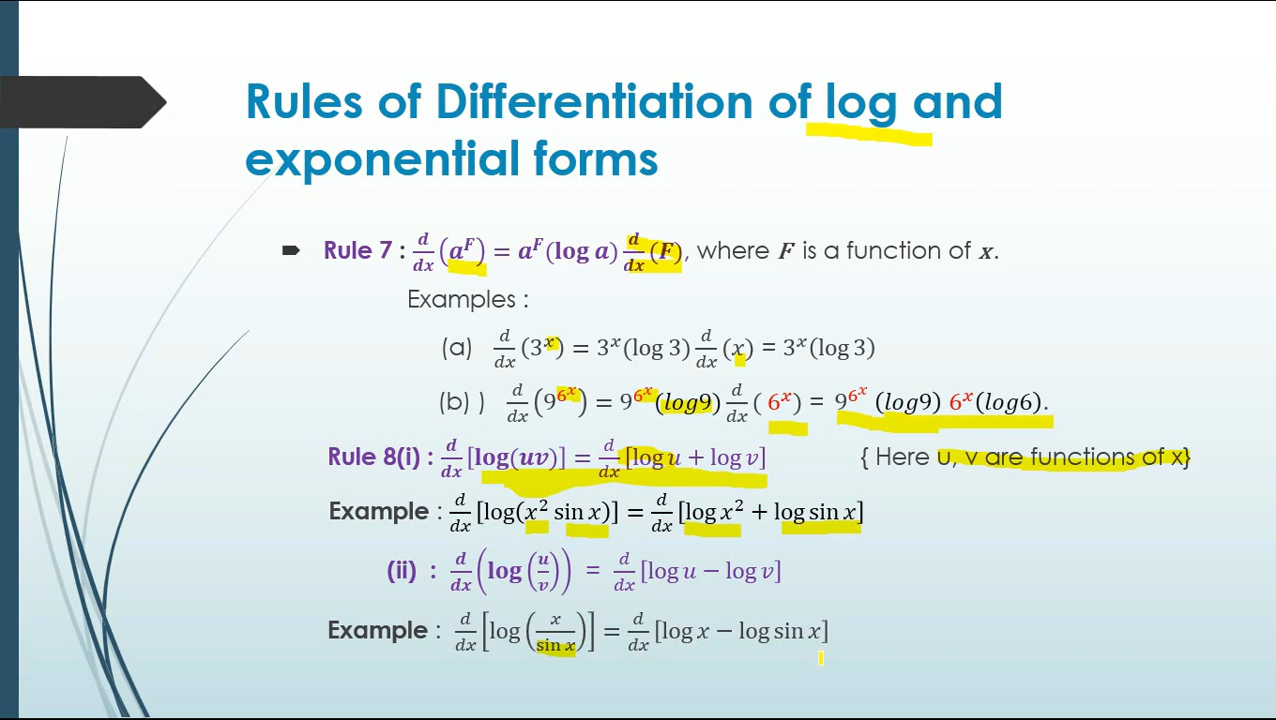 Rules of Differentiation of log and
exponential forms
Rule 7 : d/dx (a^F) = a^F (log a) d/dx (F), where F is a function of x.
Examples :
(a) d/dx (3^x) = 3^x (log 3) d/dx (x) = 3^x (log 3)
(b) ) d/dx (9^(6^x)) = 9^(6^x) (log9) d/dx ( 6^x) = 9^(6^x) (log9) 6^x (log6).
Rule 8(i) : d/dx [log(uv)] = d/dx [log u + log v] { Here u, v are functions of x}
Example : d/dx [log(x² sin x)] = d/dx [log x² + log sin x]
(ii) : d/dx (log (u/v)) = d/dx [log u − log v]
Example : d/dx [log (x/sin x)] = d/dx [log x − log sin x]